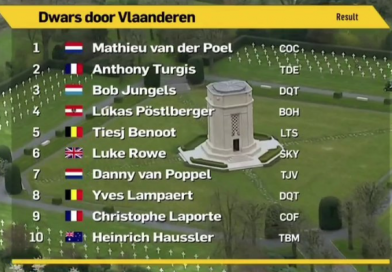 Dwars door Vlaanderen Result
1 Mathieu van der Poel COC
2 Anthony Turgis TDE
3 Bob Jungels DQT
4 Lukas Pöstlberger BOH
5 Tiesj Benoot LTS
6 Luke Rowe SKY
7 Danny van Poppel TJV
8 Yves Lampaert DQT
9 Christophe Laporte COF
10 Heinrich Haussler TBM